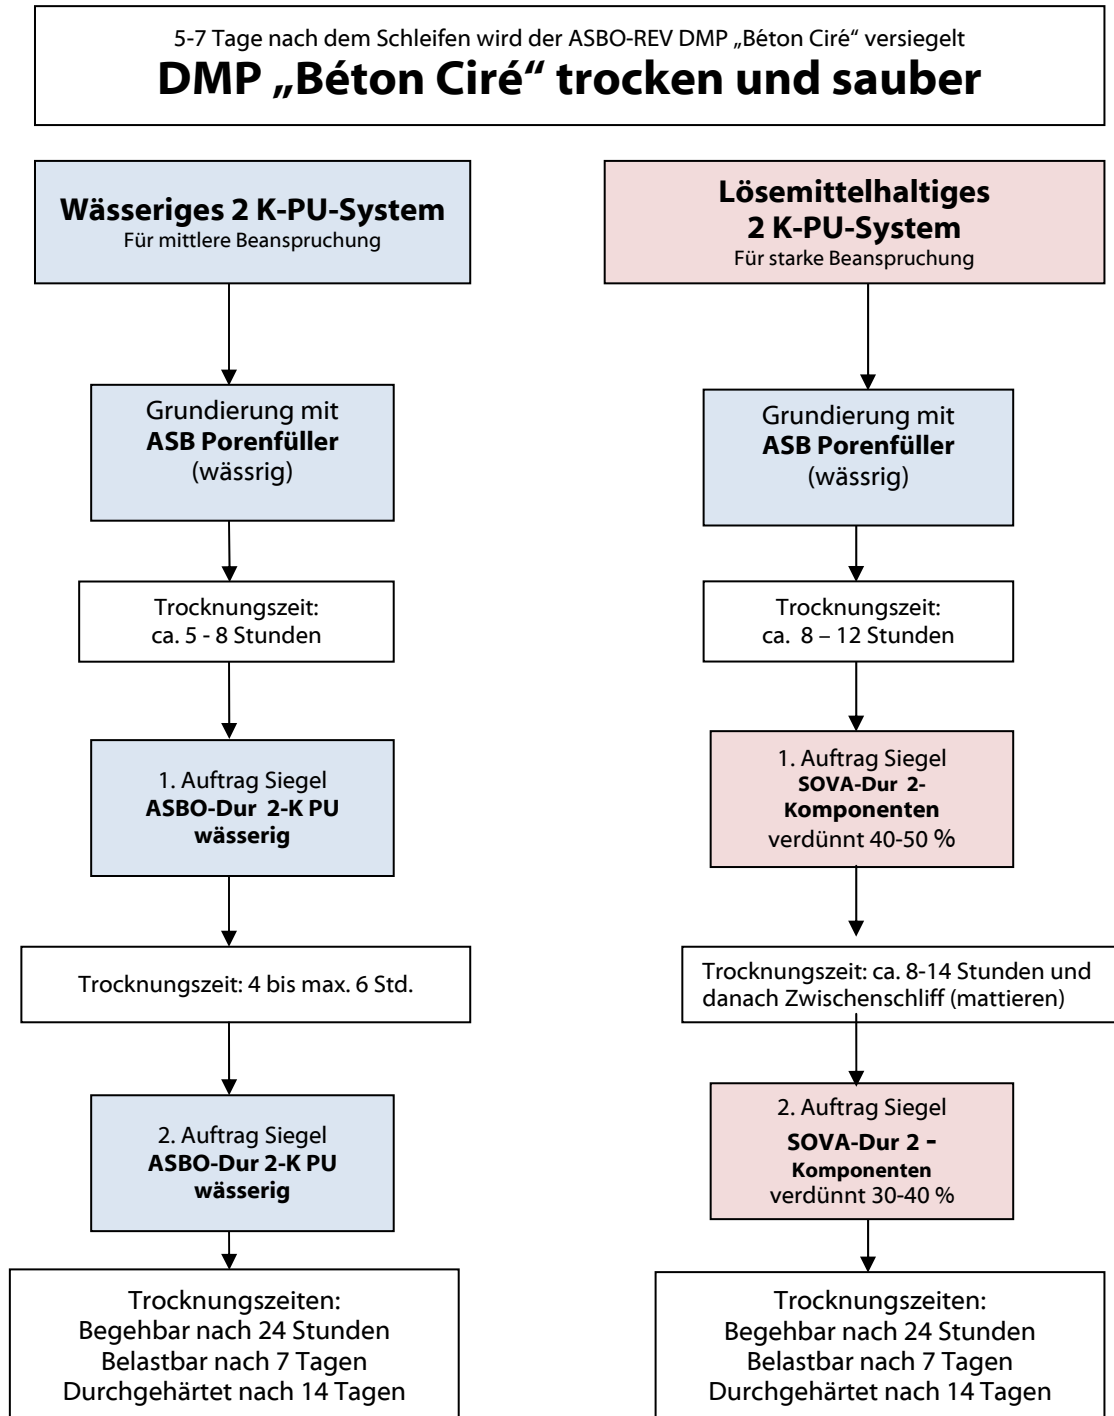 5-7 Tage nach dem Schleifen wird der ASBO-REV DMP „Béton Ciré“ versiegelt
DMP „Béton Ciré“ trocken und sauber
Wässeriges 2 K-PU-System
Für mittlere Beanspruchung
Grundierung mit
ASB Porenfüller
(wässrig)
Trocknungszeit:
ca. 5 - 8 Stunden
1. Auftrag Siegel
ASBO-Dur 2-K PU
wässerig
Trocknungszeit: 4 bis max. 6 Std.
2. Auftrag Siegel
ASBO-Dur 2-K PU
wässerig
Trocknungszeiten:
Begehbar nach 24 Stunden
Belastbar nach 7 Tagen
Durchgehärtet nach 14 Tagen
Lösemittelhaltiges
2 K-PU-System
Für starke Beanspruchung
Grundierung mit
ASB Porenfüller
(wässrig)
Trocknungszeit:
ca. 8 – 12 Stunden
1. Auftrag Siegel
SOVA-Dur 2-
Komponenten
verdünnt 40-50 %
Trocknungszeit: ca. 8-14 Stunden und
danach Zwischenschliff (mattieren)
2. Auftrag Siegel
SOVA-Dur 2 -
Komponenten
verdünnt 30-40 %
Trocknungszeiten:
Begehbar nach 24 Stunden
Belastbar nach 7 Tagen
Durchgehärtet nach 14 Tagen